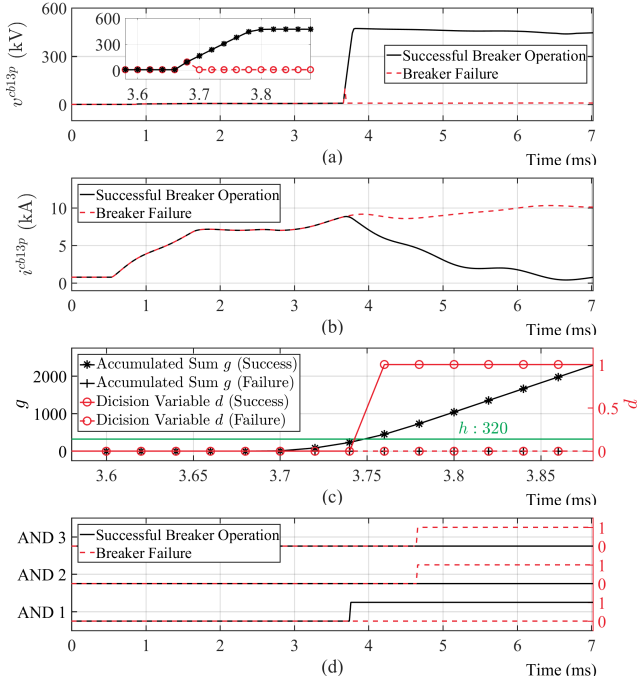 600
300
0
v^{cb13p} (kV)
600
300
0
3.6 3.7 3.8
Successful Breaker Operation
Breaker Failure
0 1 2 3 4 5 6 7
(a)
Time (ms)
10
5
0
i^{cb13p} (kA)
Successful Breaker Operation
Breaker Failure
0 1 2 3 4 5 6 7
(b)
Time (ms)
2000
1000
0
g
Accumulated Sum g (Success)
Accumulated Sum g (Failure)
Dicision Variable d (Success)
Dicision Variable d (Failure)
h : 320
1
0.5
0
d
3.6 3.65 3.7 3.75 3.8 3.85
(c)
Time (ms)
AND 3
AND 2
AND 1
Successful Breaker Operation
Breaker Failure
1
0
1
0
1
0
0 1 2 3 4 5 6 7
(d)
Time (ms)